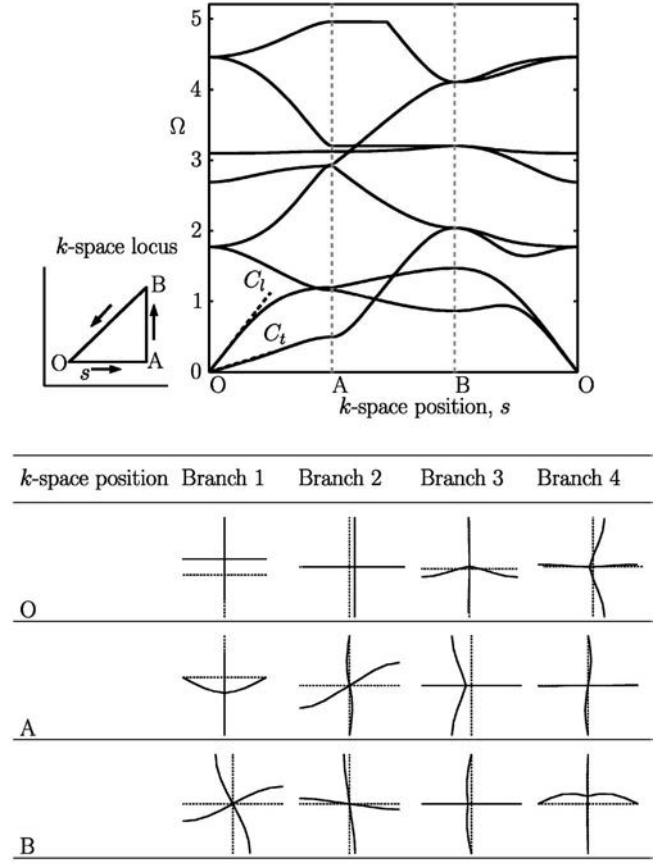 5
4
Ω
3
2
1
0
k-space locus
B
O
A
s
C_l
C_t
O
A
B
O
k-space position, s
k-space position Branch 1 Branch 2 Branch 3 Branch 4
O
A
B